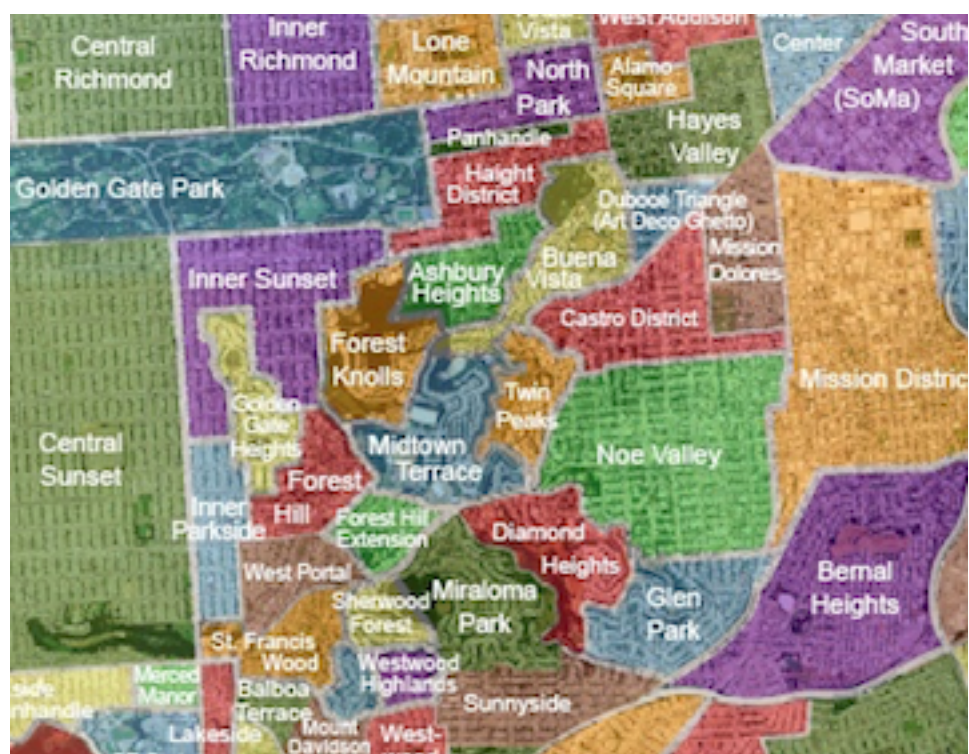 Central
Richmond
Inner
Richmond
Lone
Mountain
Vista
North
Park
West Addison
Alamo
Square
Center
South
Market
(SoMa)
Hayes
Valley
Panhandle
Haight
District
Golden Gate Park
Duboce Triangle
(Art Deco Ghetto)
Mission
Dolores
Buena
Vista
Ashbury
Heights
Inner Sunset
Castro District
Forest
Knolls
Twin
Peaks
Mission District
Golden
Gate
Heights
Midtown
Terrace
Noe Valley
Central
Sunset
Forest
Hill
Inner
Parkside
Forest Hill
Extension
Diamond
Heights
West Portal
Miraloma
Park
Sherwood
Forest
Glen
Park
Bernal
Heights
St. Francis
Wood
Westwood
Highlands
Merced
Manor
side
nhandle
Balboa
Terrace
Sunnyside
Lakeside
Mount
Davidson
West-